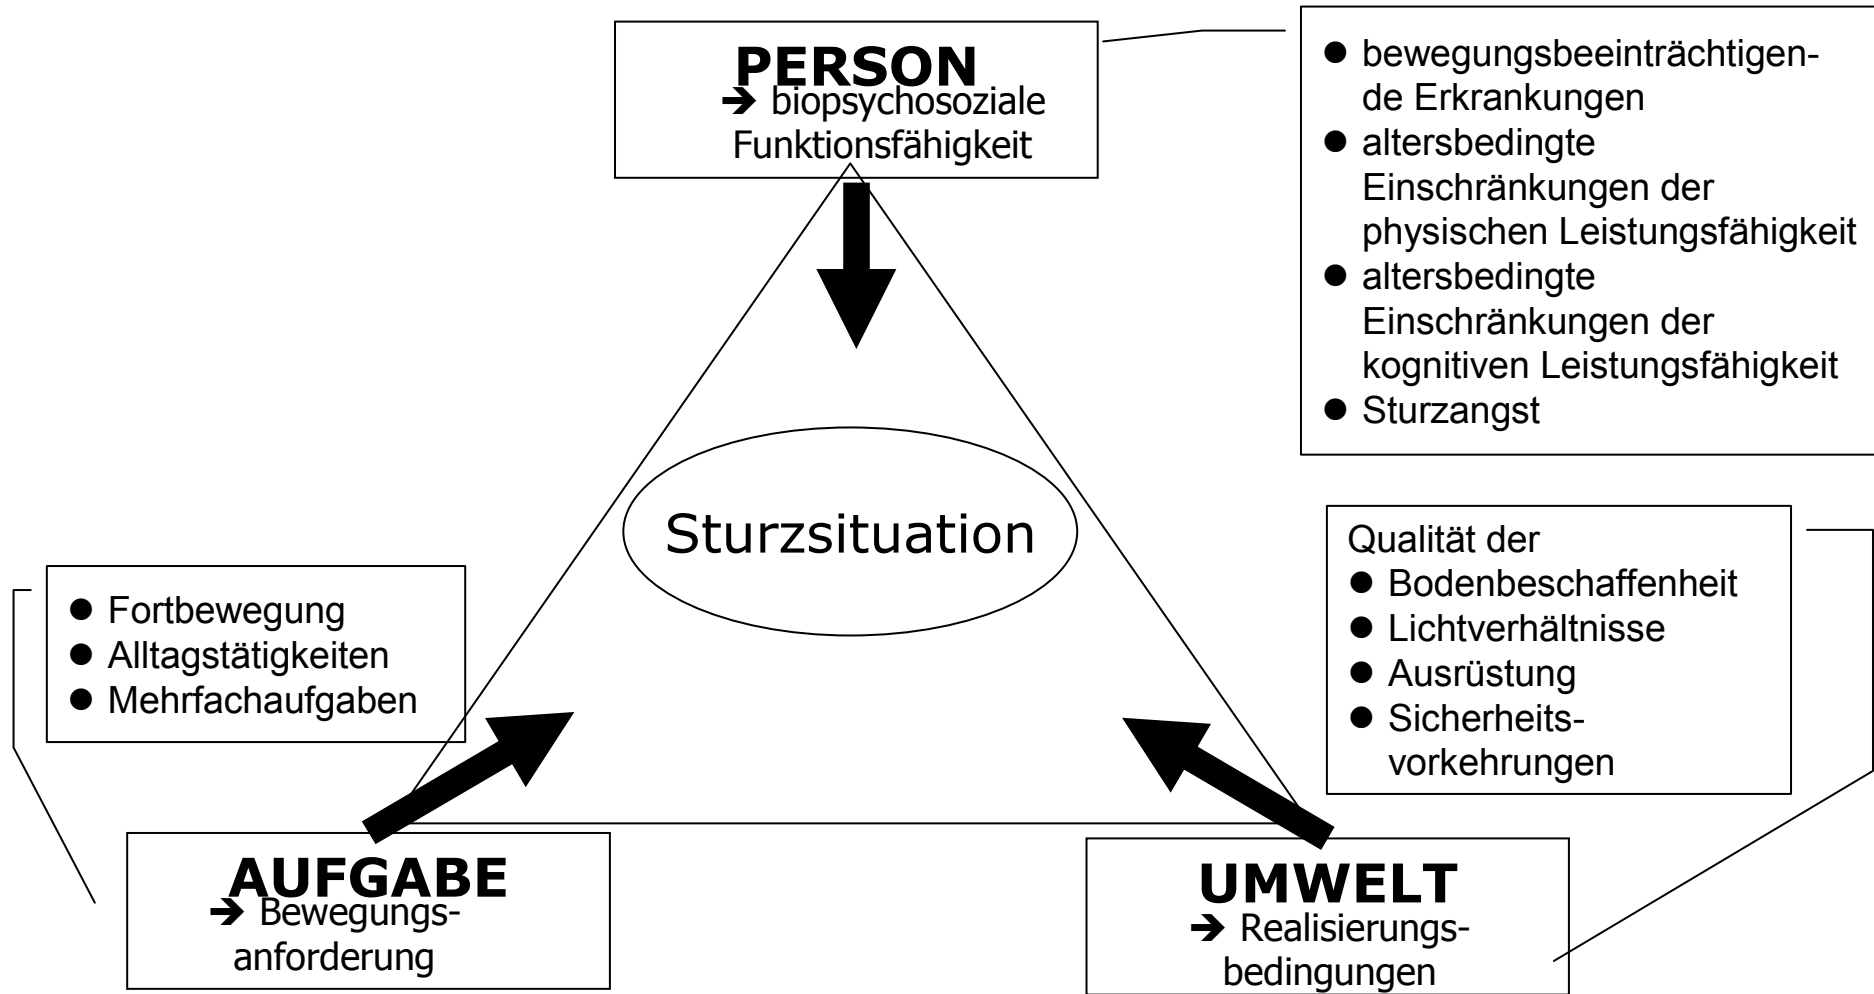 PERSON
➔ biopsychosoziale
Funktionsfähigkeit
● bewegungsbeeinträchtigen-
de Erkrankungen
● altersbedingte
Einschränkungen der
physischen Leistungsfähigkeit
● altersbedingte
Einschränkungen der
kognitiven Leistungsfähigkeit
● Sturzangst
Sturzsituation
● Fortbewegung
● Alltagstätigkeiten
● Mehrfachaufgaben
Qualität der
● Bodenbeschaffenheit
● Lichtverhältnisse
● Ausrüstung
● Sicherheits-
vorkehrungen
AUFGABE
➔ Bewegungs-
anforderung
UMWELT
➔ Realisierungs-
bedingungen